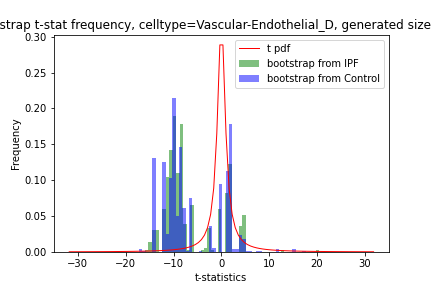 strap t-stat frequency, celltype=Vascular-Endothelial_D, generated size
t pdf
bootstrap from IPF
bootstrap from Control
Frequency
0.30
0.25
0.20
0.15
0.10
0.05
0.00
−30 −20 −10 0 10 20 30
t-statistics